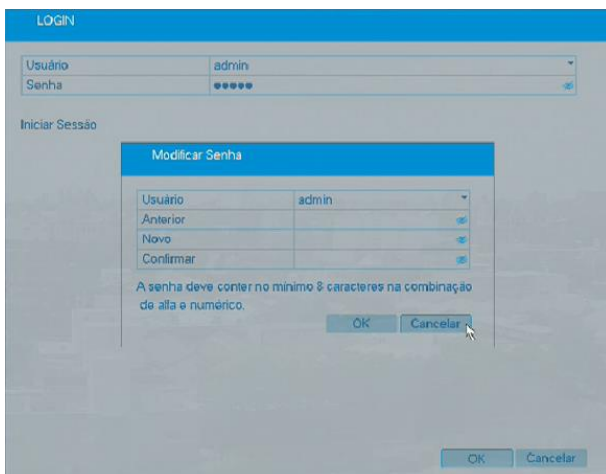 LOGIN
Usuário admin
Senha •••••
Iniciar Sessão
Modificar Senha
Usuário admin
Anterior
Novo
Confirmar
A senha deve conter no mínimo 8 caracteres na combinação
de alfa e numérico.
OK Cancelar
OK Cancelar